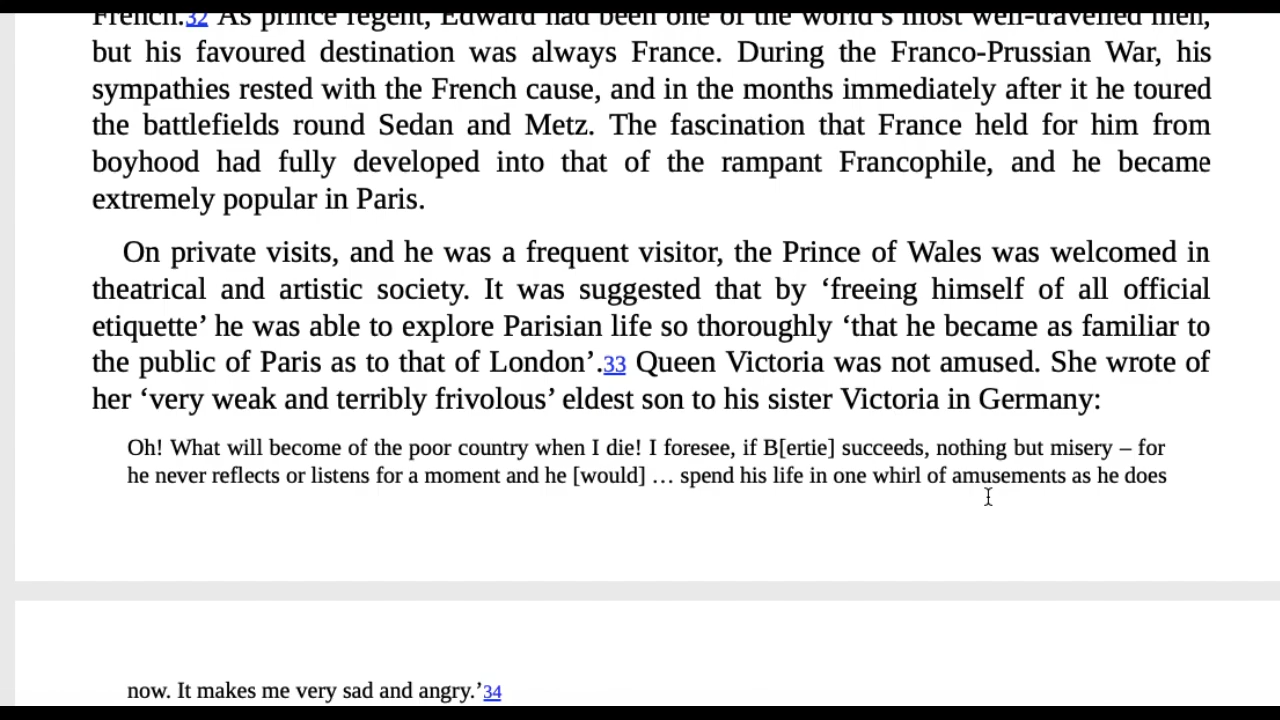 French.32 As prince regent, Edward had been one of the world's most well-travelled men,
but his favoured destination was always France. During the Franco-Prussian War, his
sympathies rested with the French cause, and in the months immediately after it he toured
the battlefields round Sedan and Metz. The fascination that France held for him from
boyhood had fully developed into that of the rampant Francophile, and he became
extremely popular in Paris.
On private visits, and he was a frequent visitor, the Prince of Wales was welcomed in
theatrical and artistic society. It was suggested that by ‘freeing himself of all official
etiquette’ he was able to explore Parisian life so thoroughly ‘that he became as familiar to
the public of Paris as to that of London’.33 Queen Victoria was not amused. She wrote of
her ‘very weak and terribly frivolous’ eldest son to his sister Victoria in Germany:
Oh! What will become of the poor country when I die! I foresee, if B[ertie] succeeds, nothing but misery – for
he never reflects or listens for a moment and he [would] … spend his life in one whirl of amusements as he does
now. It makes me very sad and angry.’34